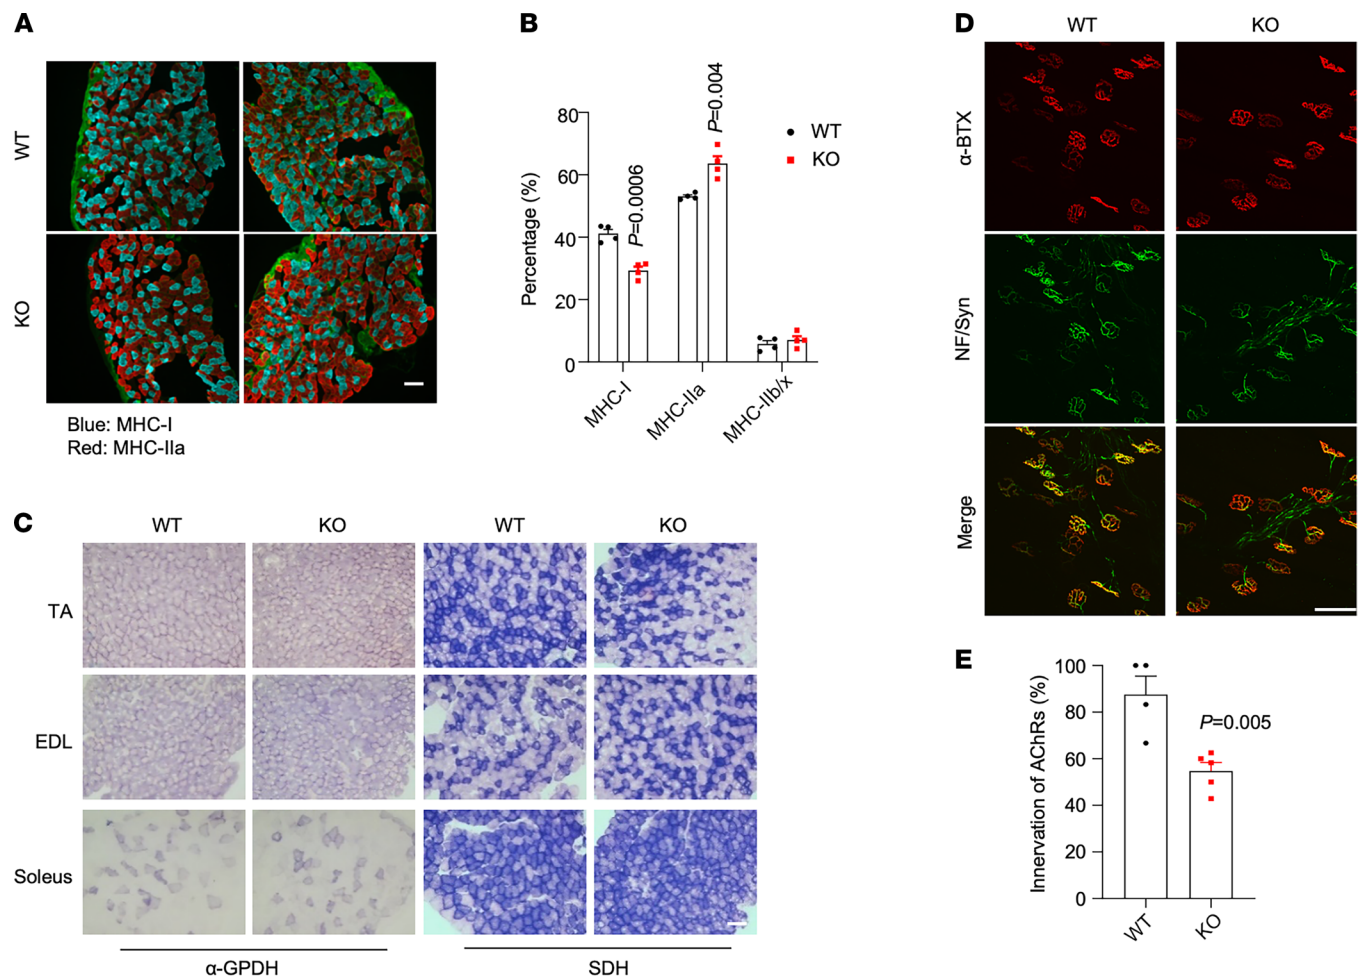 A
WT
KO
Blue: MHC-I
Red: MHC-IIa
B
Percentage (%)
80
60
40
20
0
P=0.0006
P=0.004
WT
KO
MHC-I
MHC-IIa
MHC-IIb/x
C
WT KO WT KO
TA
EDL
Soleus
α-GPDH SDH
D
WT KO
α-BTX
NF/Syn
Merge
E
Innervation of AChRs (%)
100
80
60
40
20
0
P=0.005
WT
KO